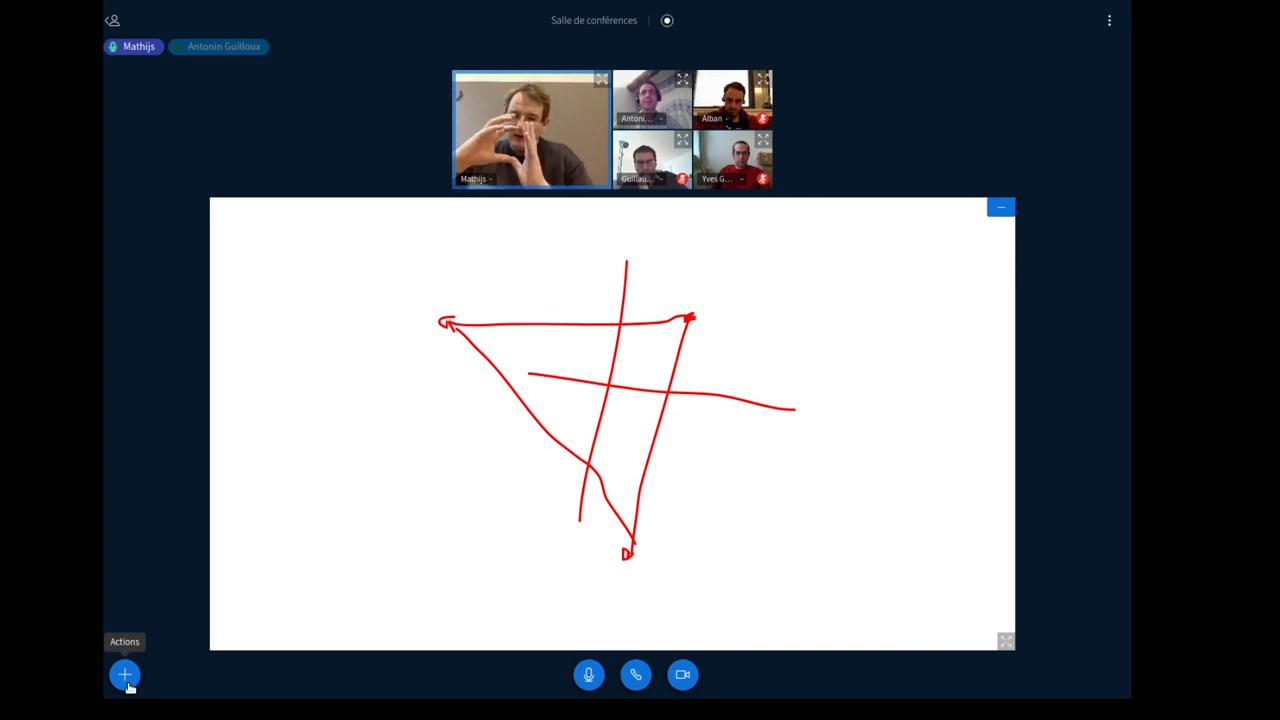 Salle de conférences
Mathijs
Antonin Guilloux
Antoni...
Alban
Mathijs
Guillau...
Yves G...
Actions